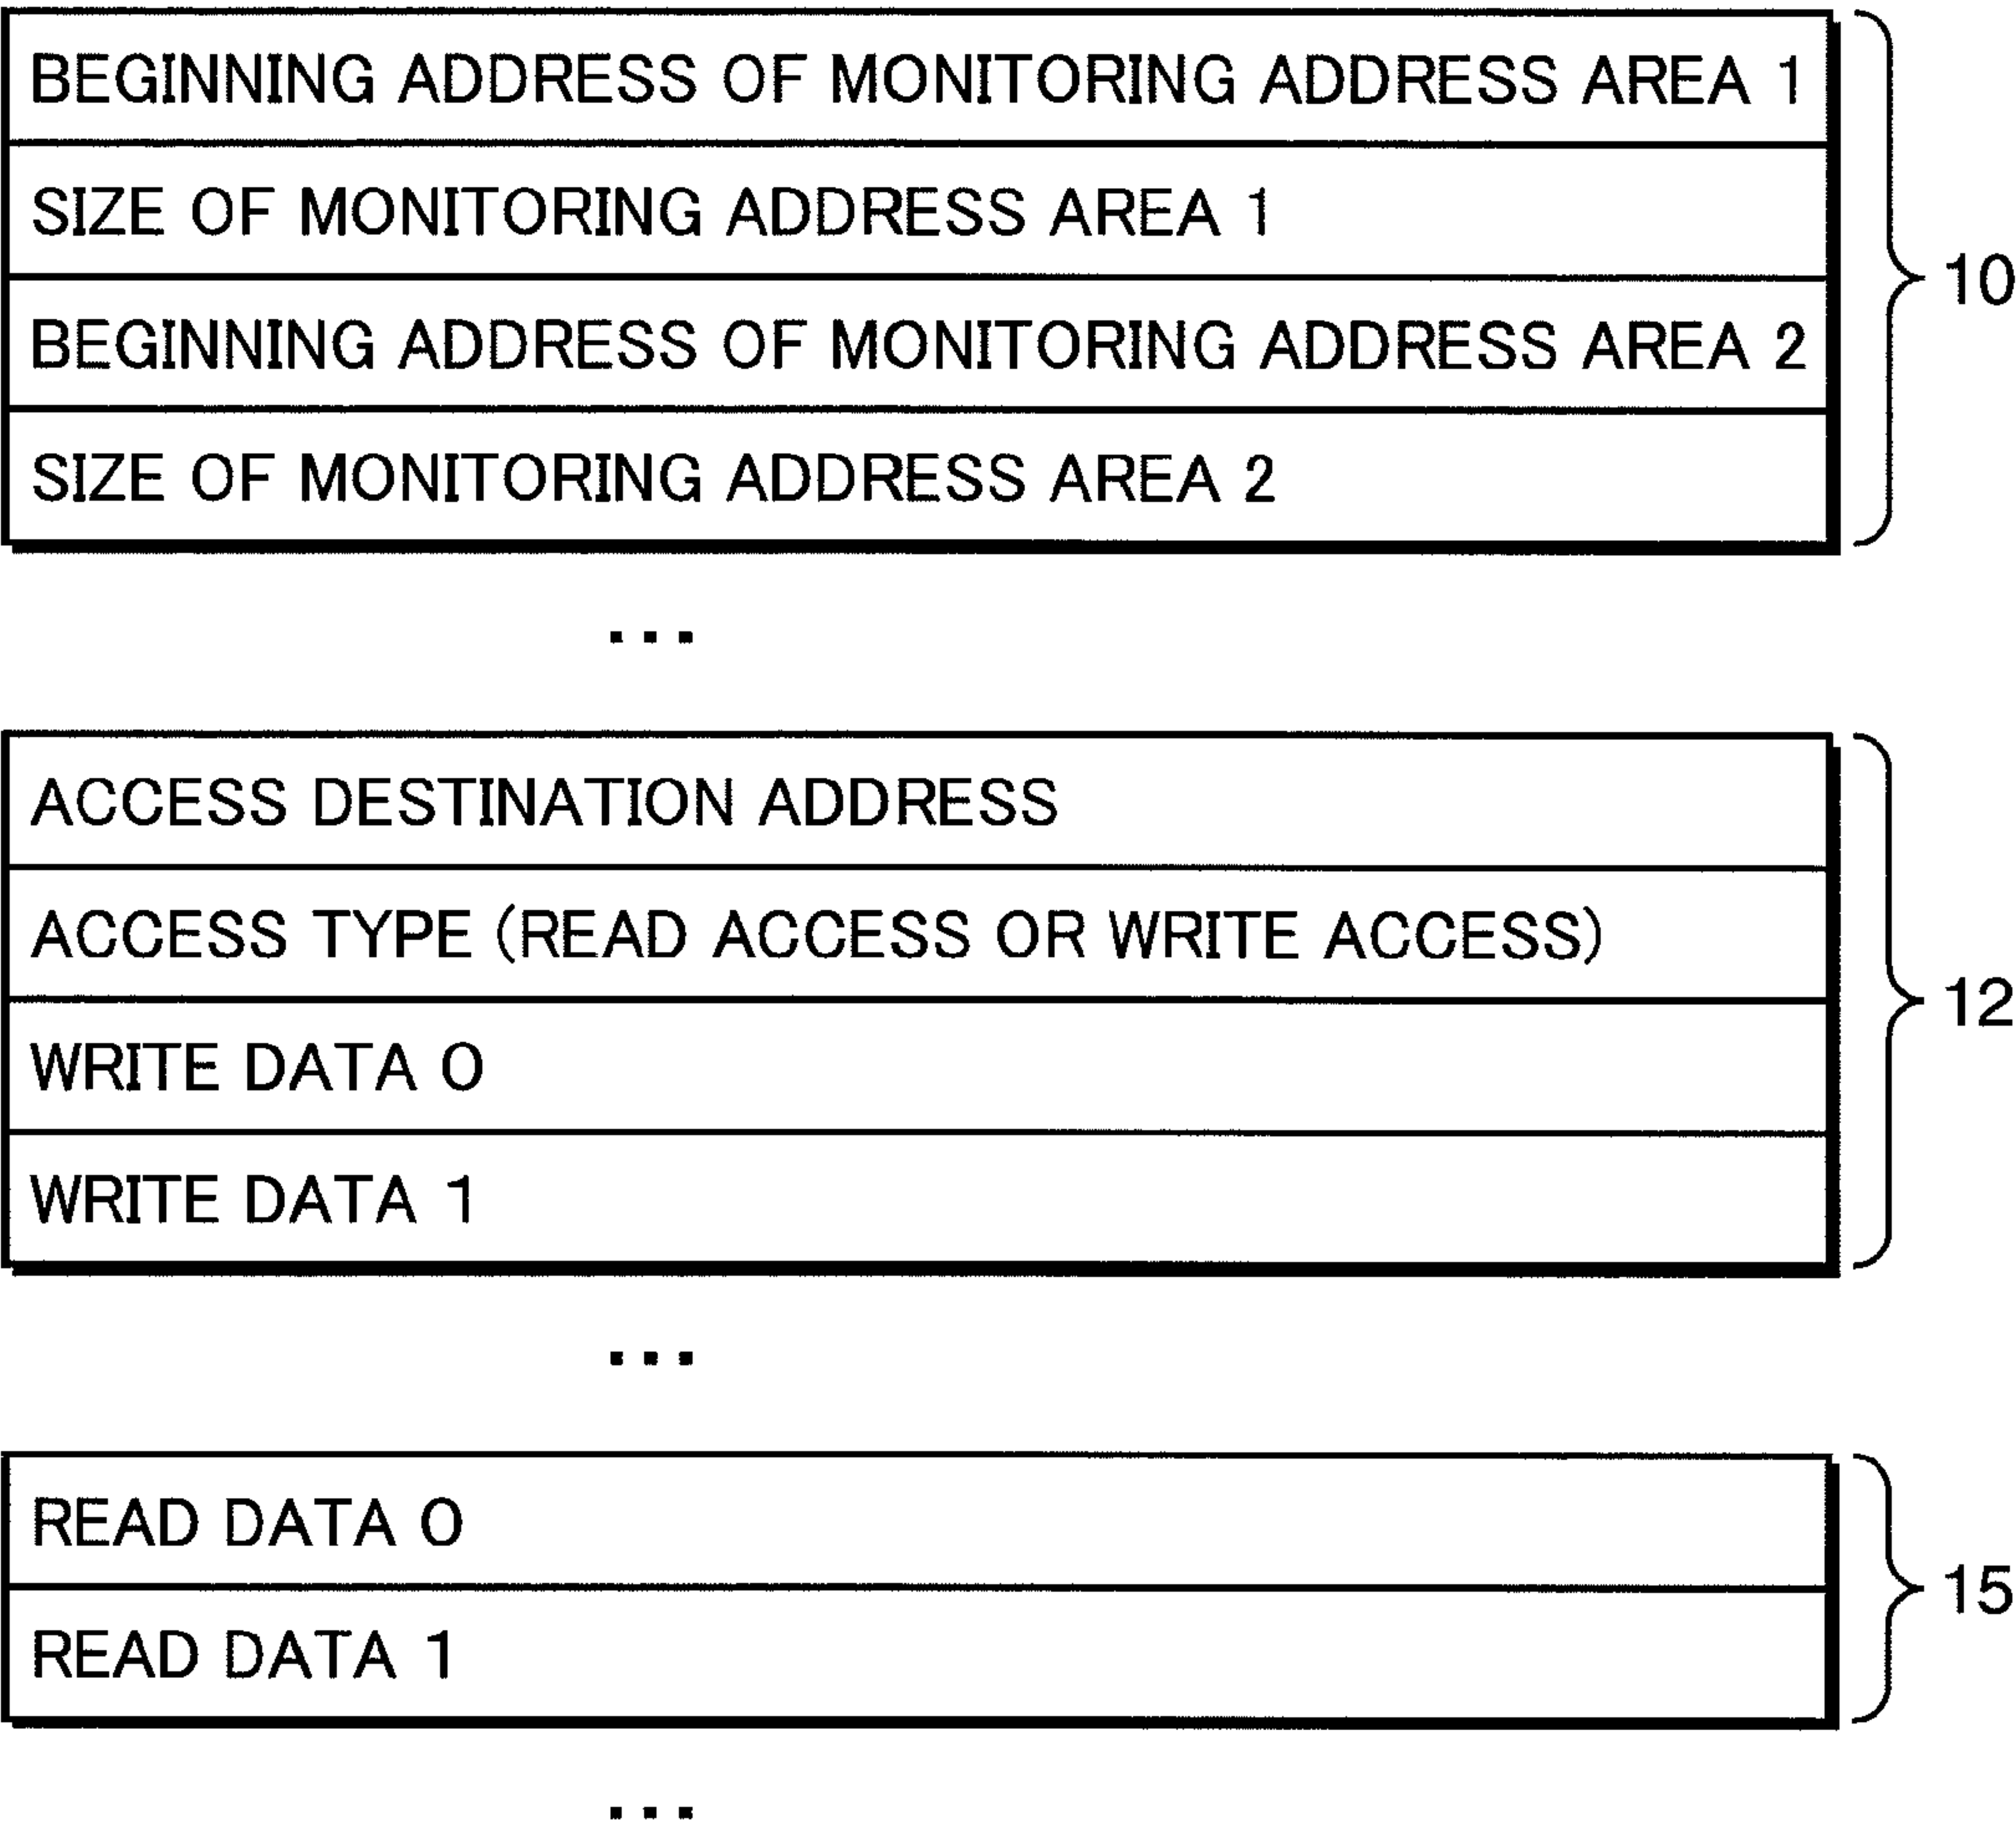 BEGINNING ADDRESS OF MONITORING ADDRESS AREA 1
SIZE OF MONITORING ADDRESS AREA 1
10
BEGINNING ADDRESS OF MONITORING ADDRESS AREA 2
SIZE OF MONITORING ADDRESS AREA 2
...
ACCESS DESTINATION ADDRESS
ACCESS TYPE (READ ACCESS OR WRITE ACCESS)
12
WRITE DATA 0
WRITE DATA 1
...
READ DATA 0
15
READ DATA 1
...